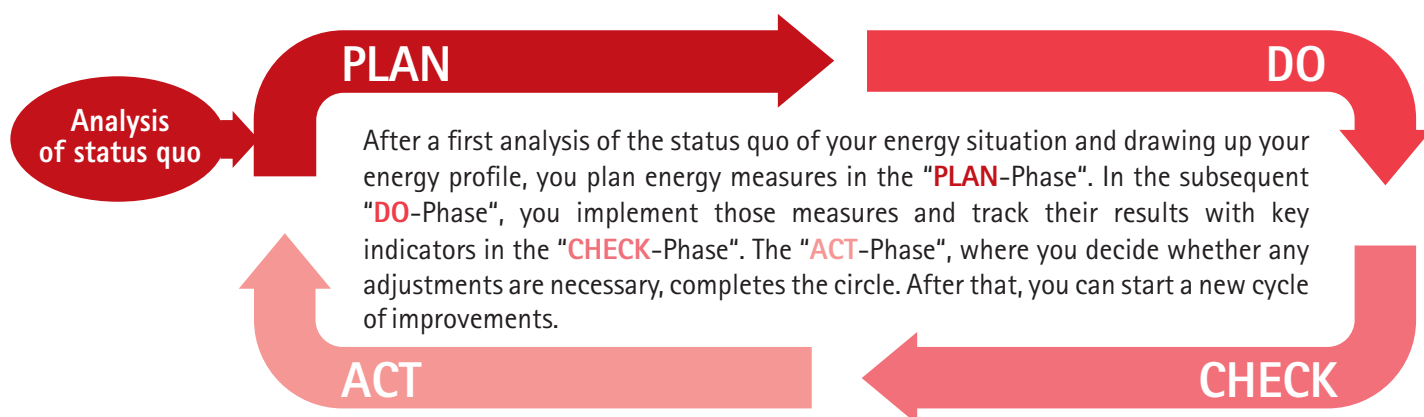 PLAN
DO
Analysis
of status quo
After a first analysis of the status quo of your energy situation and drawing up your
energy profile, you plan energy measures in the “PLAN-Phase“. In the subsequent
“DO-Phase“, you implement those measures and track their results with key
indicators in the “CHECK-Phase“. The “ACT-Phase“, where you decide whether any
adjustments are necessary, completes the circle. After that, you can start a new cycle
of improvements.
ACT
CHECK